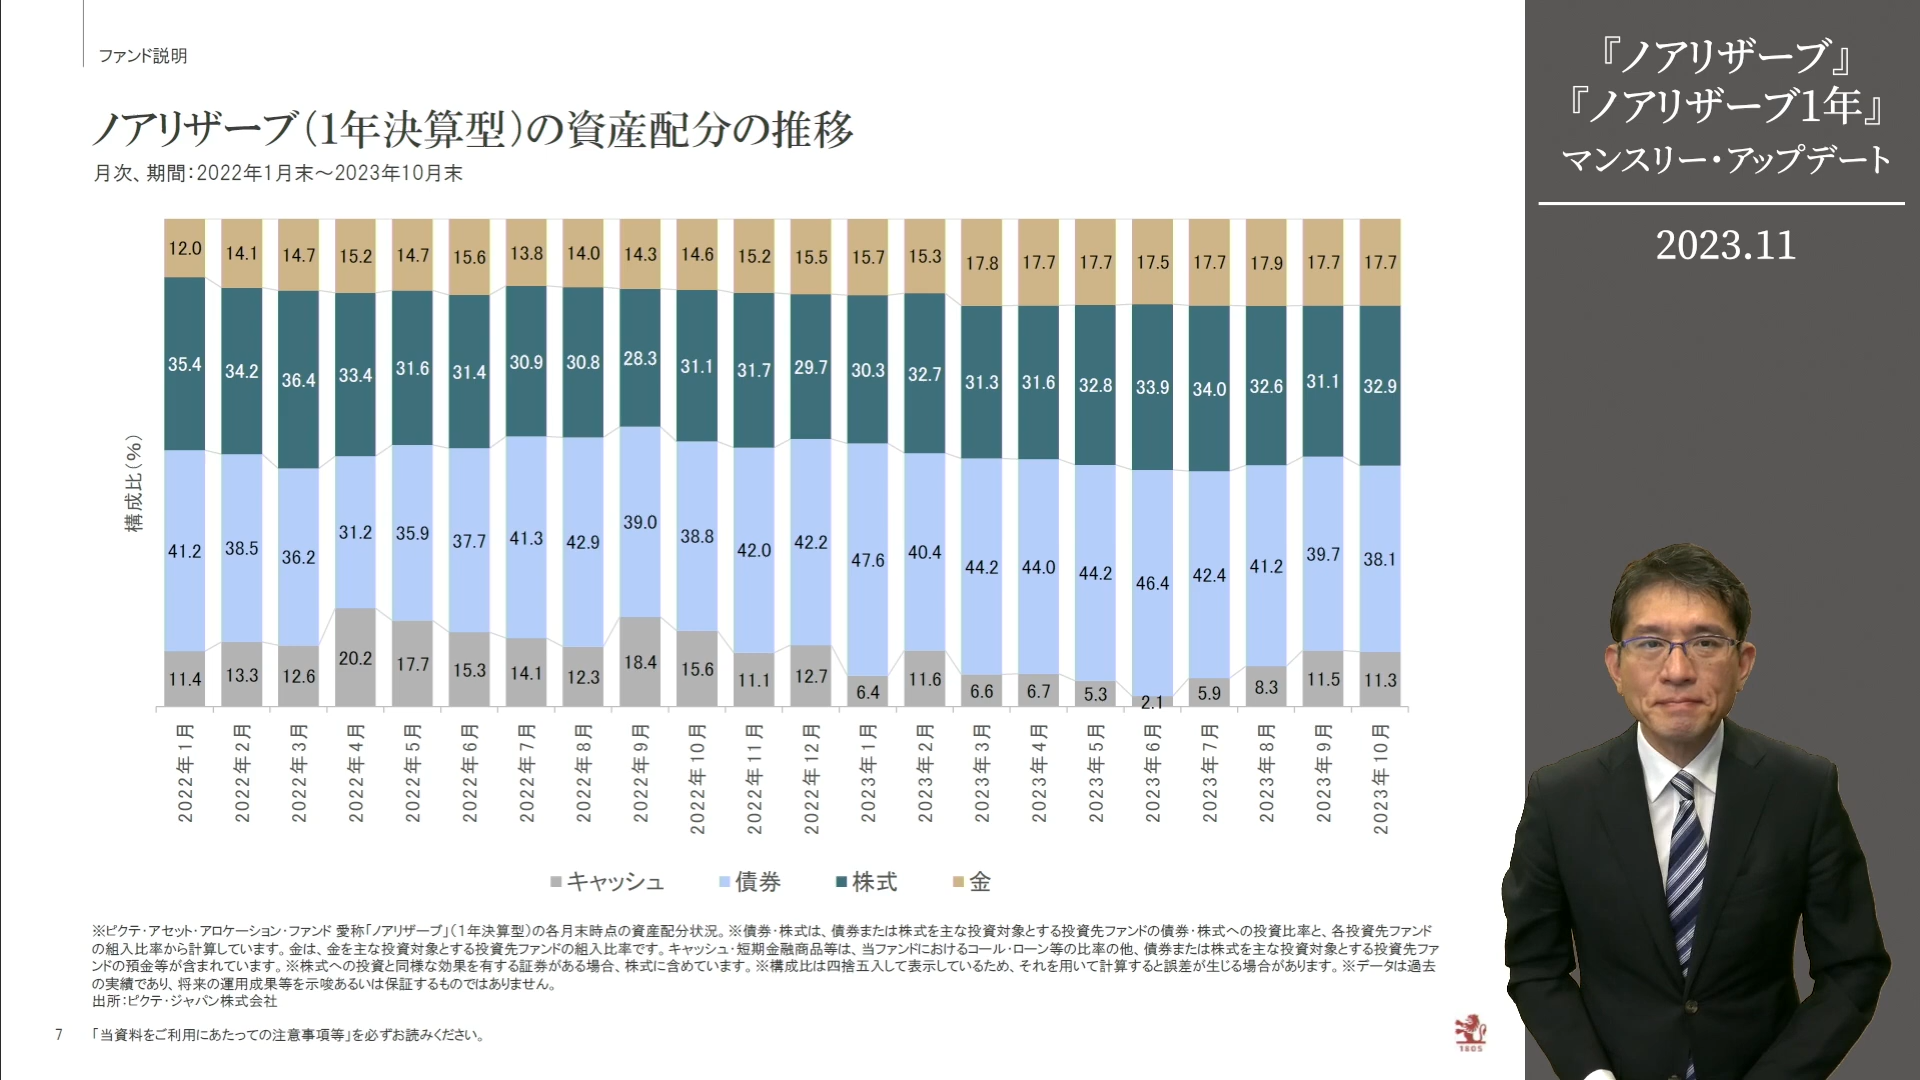 ファンド説明
ノアリザーブ（1年決算型）の資産配分の推移
月次、期間：2022年1月末～2023年10月末
構成比（％）
12.0 14.1 14.7 15.2 14.7 15.6 13.8 14.0 14.3 14.6 15.2 15.5 15.7 15.3 17.8 17.7 17.7 17.5 17.7 17.9 17.7 17.7
35.4 34.2 36.4 33.4 31.6 31.4 30.9 30.8 28.3 31.1 31.7 29.7 30.3 32.7 31.3 31.6 32.8 33.9 34.0 32.6 31.1 32.9
41.2 38.5 36.2 31.2 35.9 37.7 41.3 42.9 39.0 38.8 42.0 42.2 47.6 40.4 44.2 44.0 44.2 46.4 42.4 41.2 39.7 38.1
11.4 13.3 12.6 20.2 17.7 15.3 14.1 12.3 18.4 15.6 11.1 12.7 6.4 11.6 6.6 6.7 5.3 2.1 5.9 8.3 11.5 11.3
2022年1月 2022年2月 2022年3月 2022年4月 2022年5月 2022年6月 2022年7月 2022年8月 2022年9月 2022年10月 2022年11月 2022年12月 2023年1月 2023年2月 2023年3月 2023年4月 2023年5月 2023年6月 2023年7月 2023年8月 2023年9月 2023年10月
キャッシュ 債券 株式 金
※ピクテ・アセット・アロケーション・ファンド 愛称「ノアリザーブ」（1年決算型）の各月末時点の資産配分状況。※債券・株式は、債券または株式を主な投資対象とする投資先ファンドの債券・株式への投資比率と、各投資先ファンド
の組入比率から計算しています。金は、金を主な投資対象とする投資先ファンドの組入比率です。キャッシュ・短期金融商品等は、当ファンドにおけるコール・ローン等の比率の他、債券または株式を主な投資対象とする投資先ファ
ンドの預金等が含まれています。※株式への投資と同様な効果を有する証券がある場合、株式に含めています。※構成比は四捨五入して表示しているため、それを用いて計算すると誤差が生じる場合があります。※データは過去
の実績であり、将来の運用成果等を示唆あるいは保証するものではありません。
出所：ピクテ・ジャパン株式会社
7 「当資料をご利用にあたっての注意事項等」を必ずお読みください。
1805
『ノアリザーブ』
『ノアリザーブ1年』
マンスリー・アップデート
2023.11